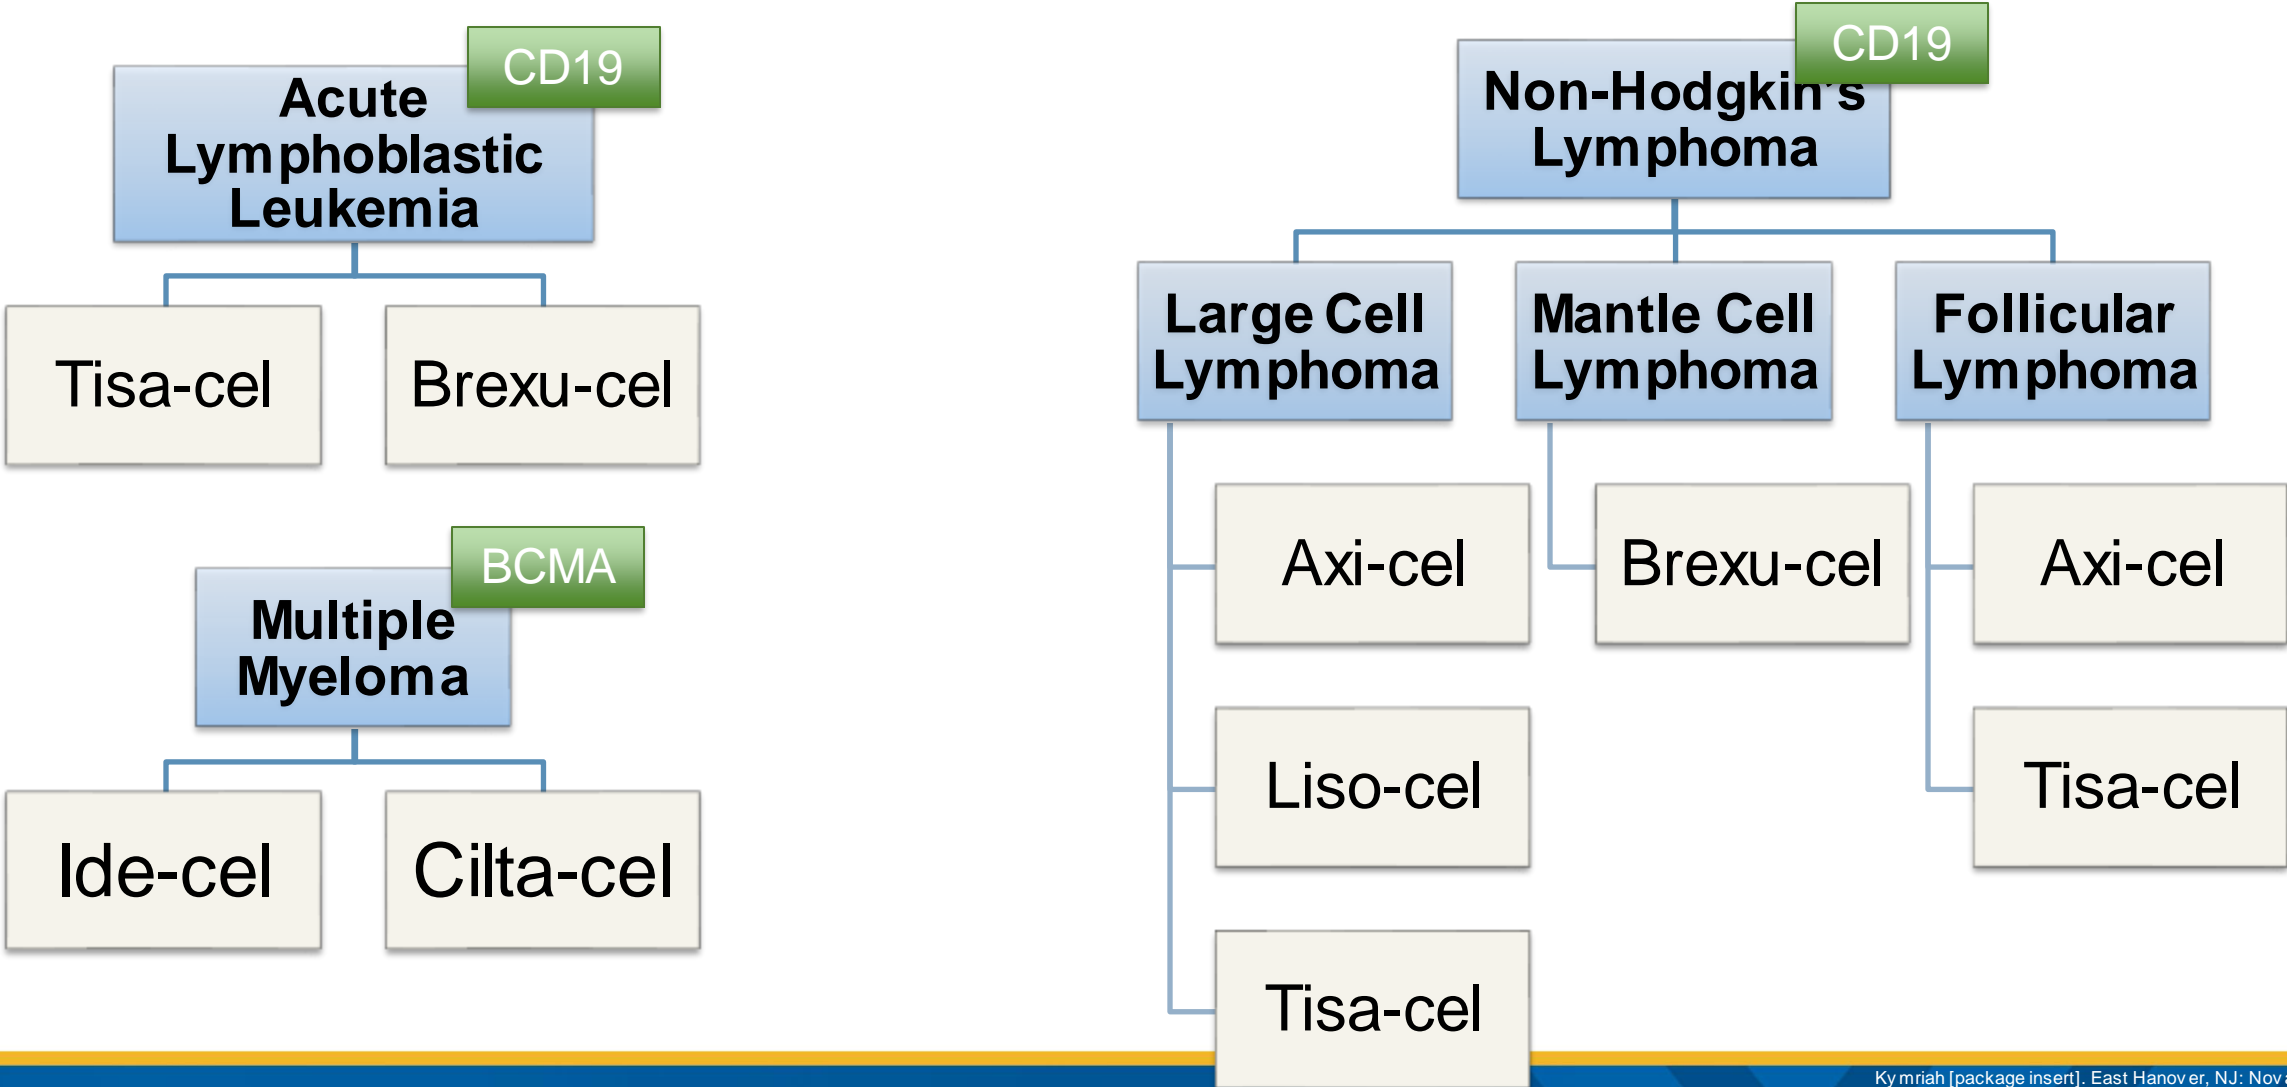 CD19
Acute
Lymphoblastic
Leukemia
Tisa-cel
Brexu-cel
BCMA
Multiple
Myeloma
Ide-cel
Cilta-cel
CD19
Non-Hodgkin's
Lymphoma
Large Cell
Lymphoma
Mantle Cell
Lymphoma
Follicular
Lymphoma
Axi-cel
Brexu-cel
Axi-cel
Liso-cel
Tisa-cel
Tisa-cel
Kymriah [package insert]. East Hanover, NJ: